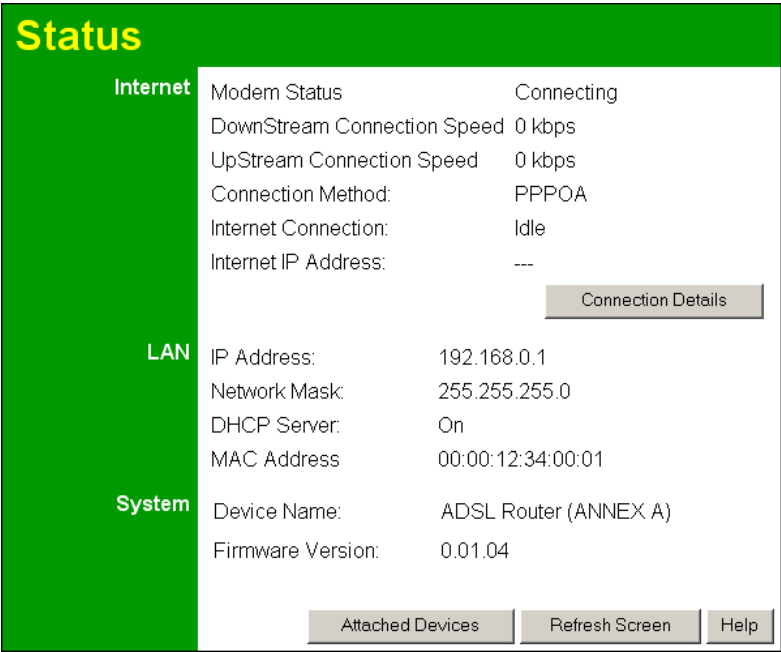 Status
Internet
Modem Status Connecting
DownStream Connection Speed 0 kbps
UpStream Connection Speed 0 kbps
Connection Method: PPPOA
Internet Connection: Idle
Internet IP Address: ---
Connection Details
LAN
IP Address: 192.168.0.1
Network Mask: 255.255.255.0
DHCP Server: On
MAC Address 00:00:12:34:00:01
System
Device Name: ADSL Router (ANNEX A)
Firmware Version: 0.01.04
Attached Devices Refresh Screen Help